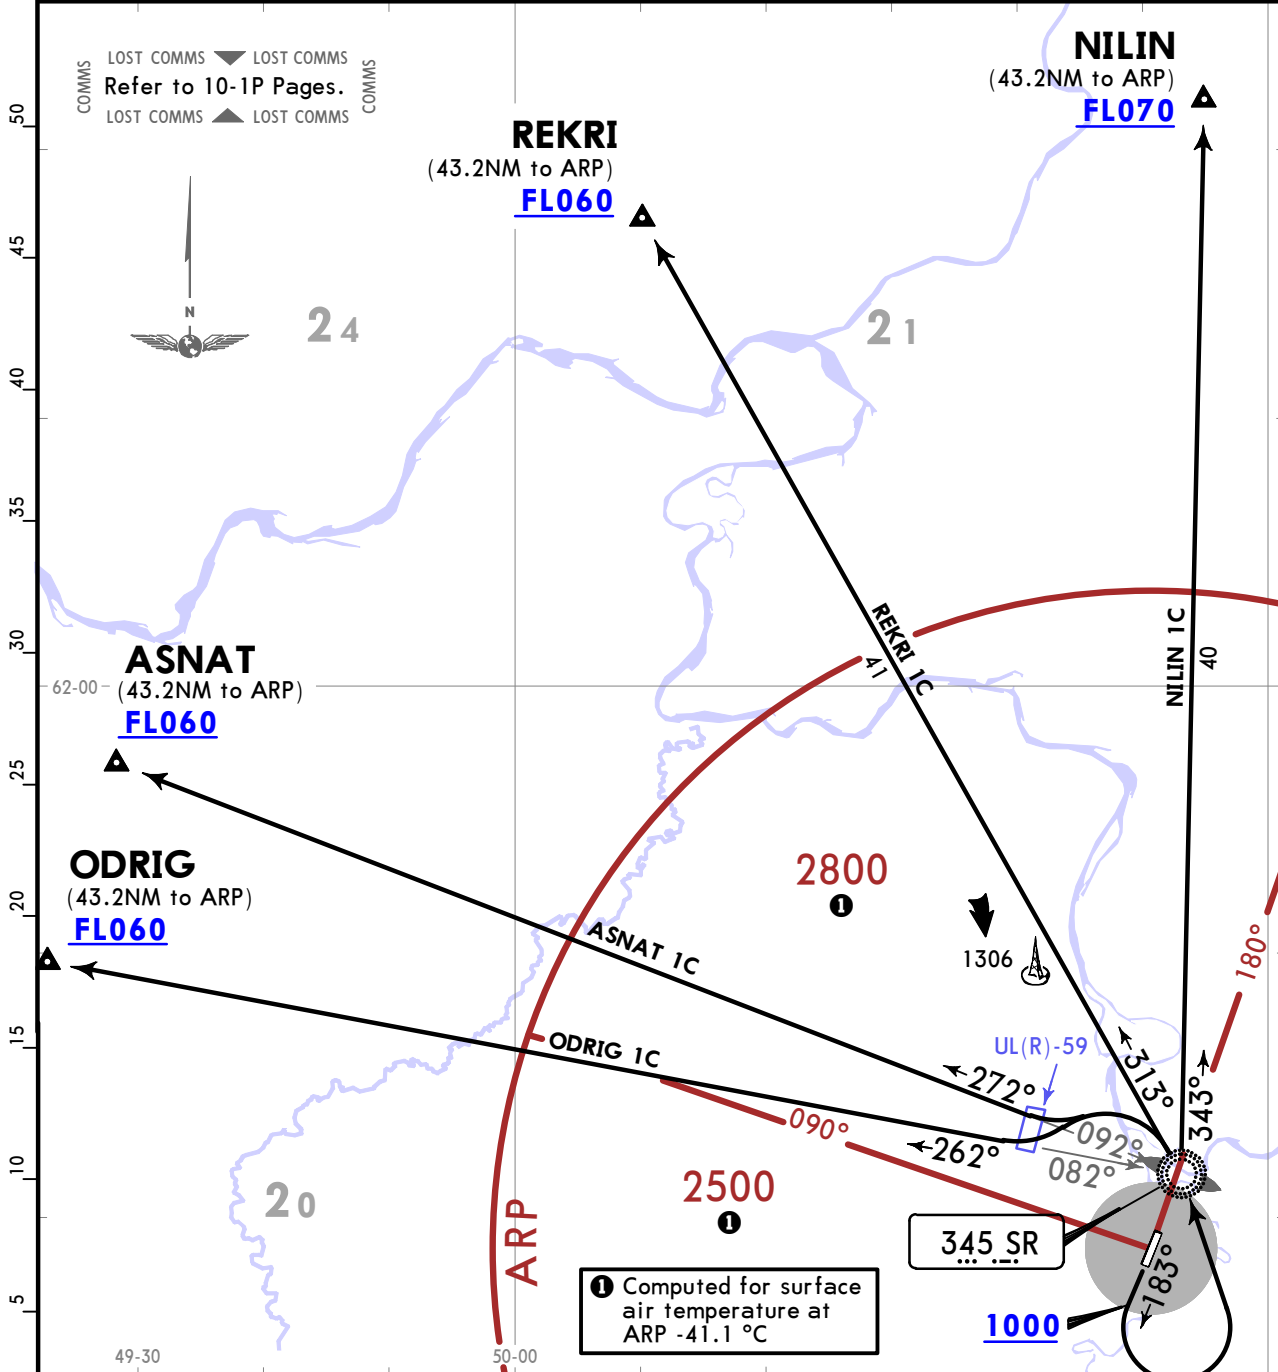 LOST COMMS LOST COMMS
COMMS
Refer to 10-1P Pages.
COMMS
LOST COMMS LOST COMMS
NILIN
(43.2NM to ARP)
FL070
REKRI
(43.2NM to ARP)
FL060
N
24
21
50
45
40
35
30
25
20
15
10
5
REKRI 1C
41
NILIN 1C
40
ASNAT
(43.2NM to ARP)
FL060
62-00
ODRIG
(43.2NM to ARP)
FL060
2800
1
ASNAT 1C
1306
180°
ODRIG 1C
UL(R)-59
272°
313°
343°
090°
092°
262°
082°
20
ARP
2500
1
345 SR
183°
1 Computed for surface
air temperature at
ARP -41.1 °C
1000
49-30
50-00